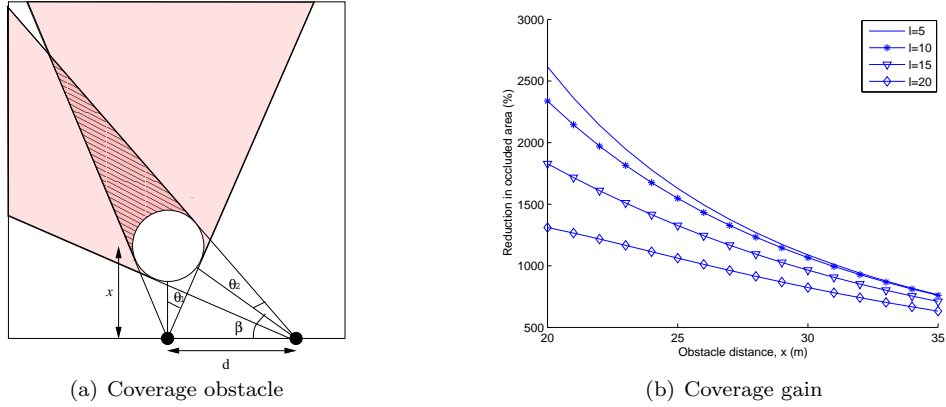 x
θ1
θ2
β
d
(a) Coverage obstacle
Reduction in occluded area (%)
3000
2500
2000
1500
1000
500
20
25
30
35
Obstacle distance, x (m)
l=5
l=10
l=15
l=20
(b) Coverage gain